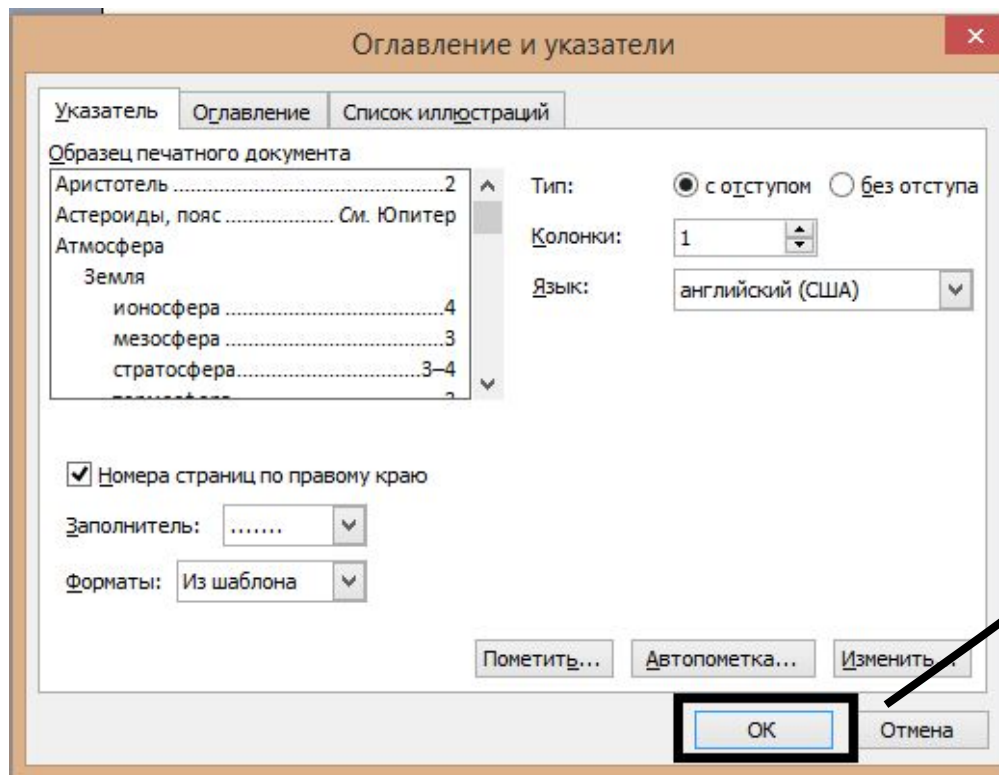 Оглавление и указатели
Указатель Оглавление Список иллюстраций
Образец печатного документа
Аристотель ........................................2
Астероиды, пояс .................. См. Юпитер
Атмосфера
Земля
ионосфера ................................4
мезосфера ................................3
стратосфера...........................3–4
Тип: с отступом без отступа
Колонки: 1
Язык: английский (США)
Номера страниц по правому краю
Заполнитель: .......
Форматы: Из шаблона
Пометить... Автопометка... Изменить...
ОК Отмена